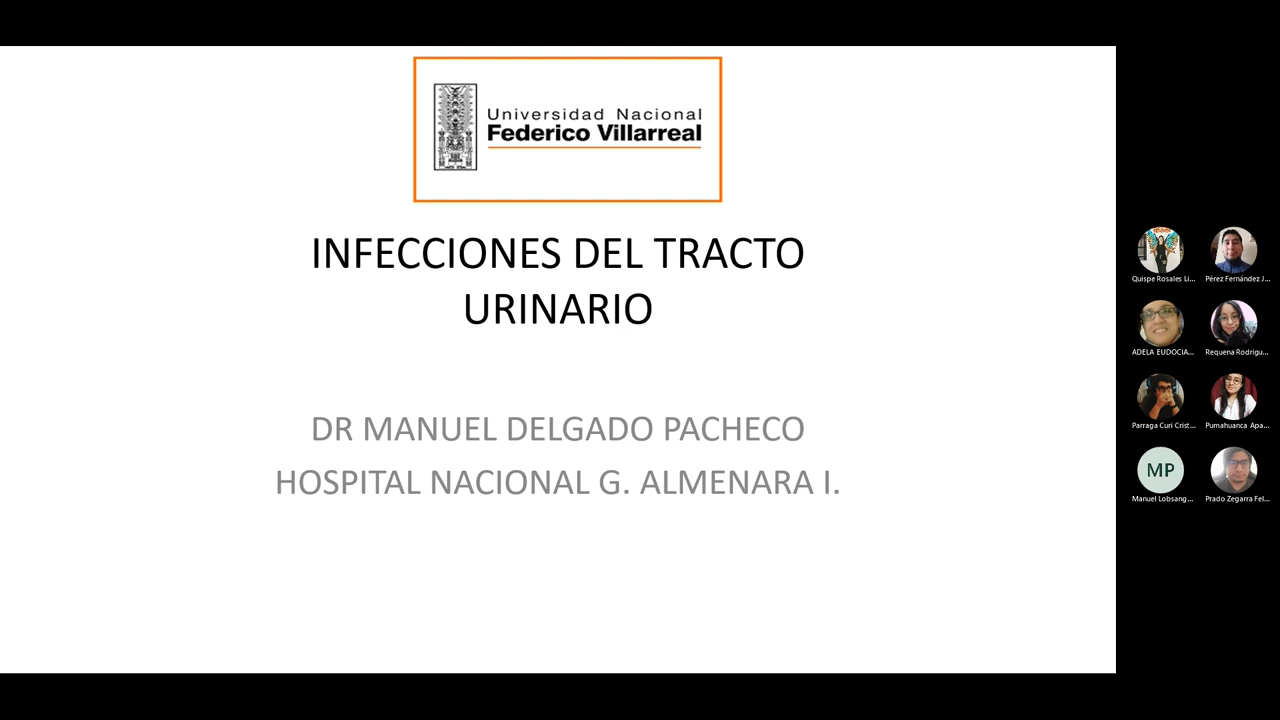 Universidad Nacional
Federico Villarreal
INFECCIONES DEL TRACTO
URINARIO
DR MANUEL DELGADO PACHECO
HOSPITAL NACIONAL G. ALMENARA I.
Quispe Rosales Li...
Pérez Fernández J...
ADELA EUDOCIA...
Requena Rodrigu...
Parraga Curi Crist...
Pumahuanca Apa...
MP
Manuel Lobsang...
Prado Zegarra Fel...